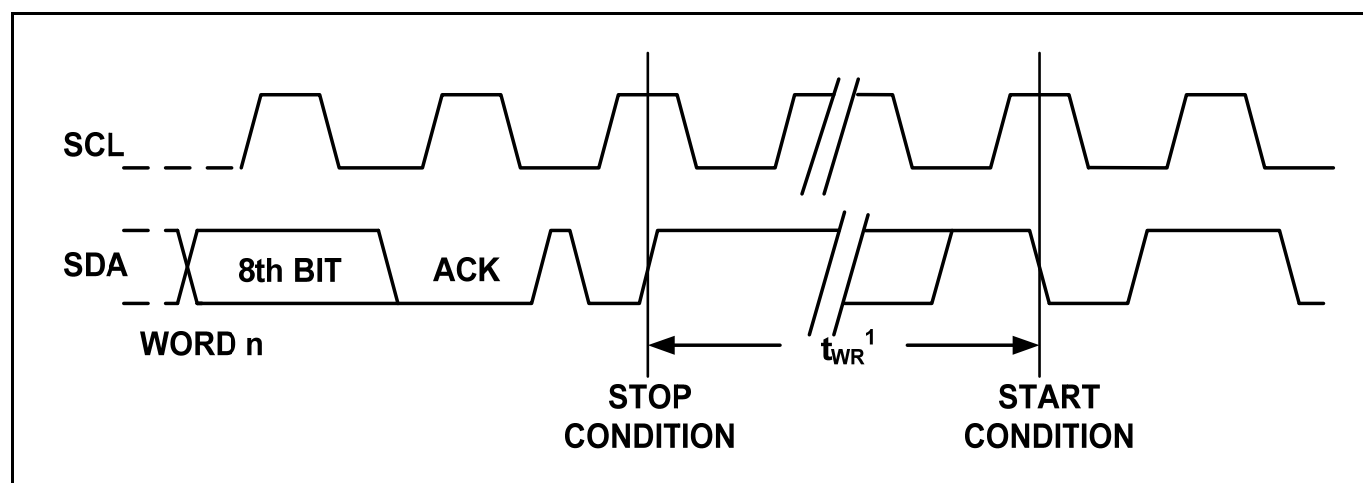 SCL
SDA
8th BIT
ACK
WORD n
tWR1
STOP
CONDITION
START
CONDITION